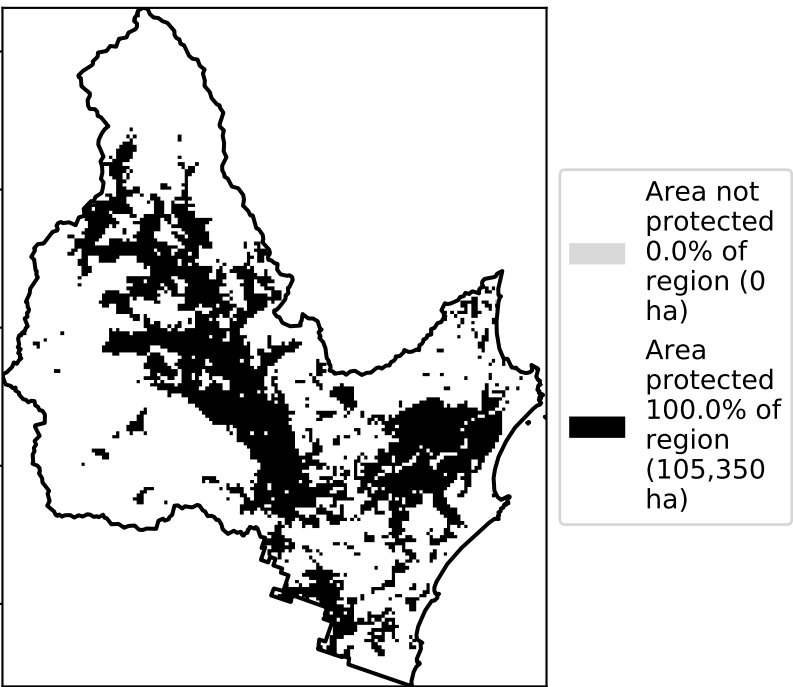 Area not
protected
0.0% of
region (0
ha)
Area
protected
100.0% of
region
(105,350
ha)